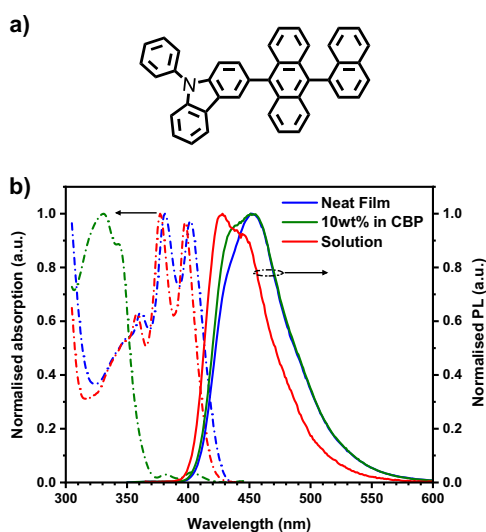 a)
N
b)
Normalised absorption (a.u.)
1.0
0.8
0.6
0.4
0.2
0.0
Neat Film
10wt% in CBP
Solution
1.0
0.8
0.6
0.4
0.2
0.0
Normalised PL (a.u.)
300 350 400 450 500 550 600
Wavelength (nm)